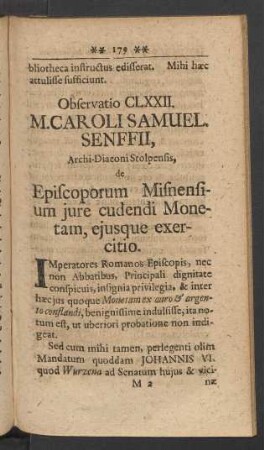 ** 179 **
bliotheca instructus edisserat. Mihi hæc
attulisse sufficiunt.
Observatio CLXXII.
M. CAROLI SAMUEL.
SENFFII,
Archi-Diaconi Stolpensis,
de
Episcoporum Misnensi-
um jure cudendi Mone-
tam, ejusque exer-
citio.
IMperatores Romanos Episcopis, nec
non Abbatibus, Principali dignitate
conspicuis, insignia privilegia, & inter
hæc jus quoque Monetam ex auro & argen-
to constandi, benignissime indulsisse, ita no-
tum est, ut uberiori probatione non indi-
geat.
Sed cum mihi tamen, perlegenti olim
Mandatum quoddam JOHANNIS VI.
quod Wurzena ad Senatum hujus & vici-
M 2
næ